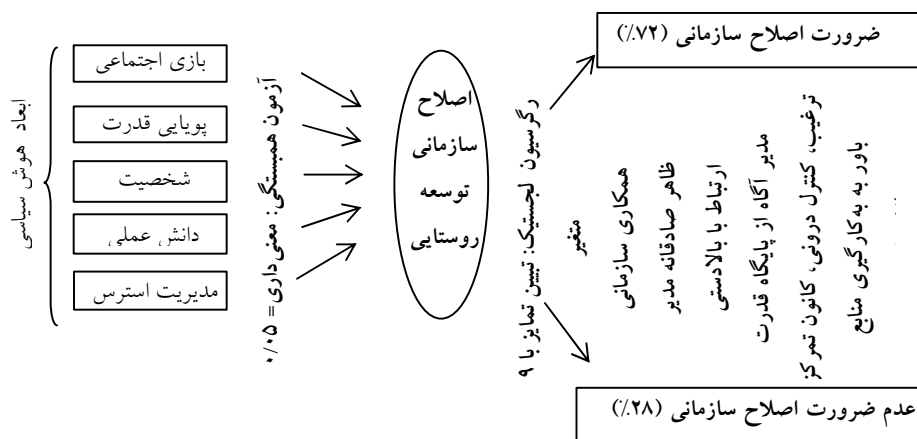 ابعاد هوش سیاسی
بازی اجتماعی
پویایی قدرت
شخصیت
دانش عملی
مدیریت استرس
آزمون همبستگی: معنی‌داری = ۰/۰۵
اصلاح
سازمانی
توسعه
روستایی
رگرسیون لجستیک: تبیین تمایز با ۹
متغیر
همکاری سازمانی
ظاهر صادقانه مدیر
ارتباط با بالادستی
مدیر آگاه از پایگاه قدرت
ترغیب، کنترل درونی، کانون تمرکز
باور به به‌کارگیری منابع
ضرورت اصلاح سازمانی (۷۲٪)
عدم ضرورت اصلاح سازمانی (۲۸٪)